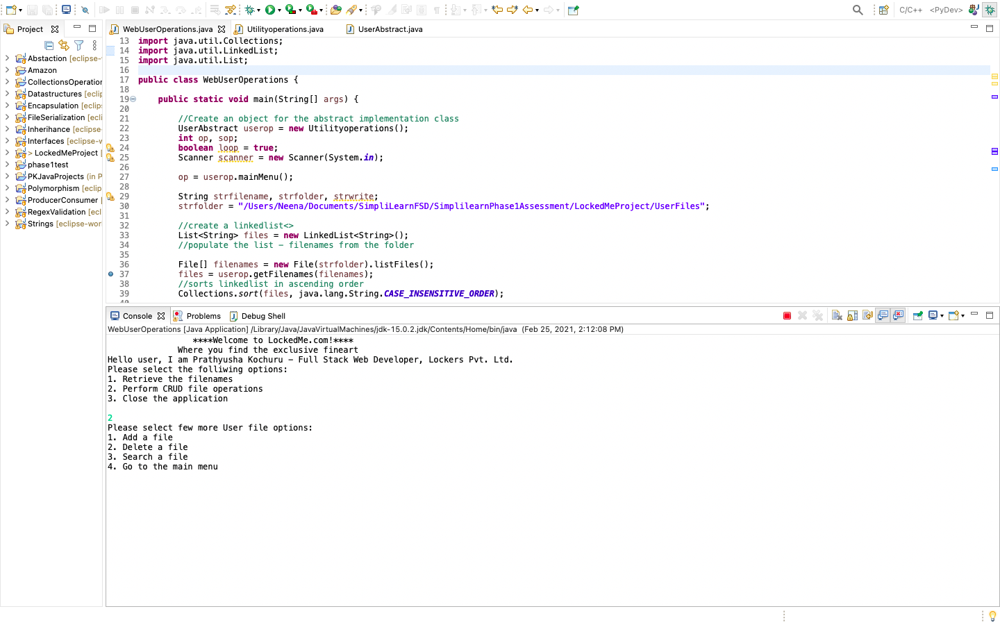 C/C++ <PyDev>
Project
WebUserOperations.java Utilityoperations.java UserAbstract.java
Abstaction [eclipse-
Amazon
CollectionsOperation
Datastructures [eclip
Encapsulation [eclips
FileSerialization [ecli
Inherihance [eclipse-
Interfaces [eclipse-w
> LockedMeProject [
phase1test
PKJavaProjects (in P
Polymorphism [eclip
ProducerConsumer
RegexValidation [ecl
Strings [eclipse-wor
13 import java.util.Collections;
14 import java.util.LinkedList;
15 import java.util.List;
16
17 public class WebUserOperations {
18
19 public static void main(String[] args) {
20
21 //Create an object for the abstract implementation class
22 UserAbstract userop = new Utilityoperations();
23 int op, sop;
24 boolean loop = true;
25 Scanner scanner = new Scanner(System.in);
26
27 op = userop.mainMenu();
28
29 String strfilename, strfolder, strwrite;
30 strfolder = "/Users/Neena/Documents/SimpliLearnFSD/SimplilearnPhase1Assessment/LockedMeProject/UserFiles";
31
32 //create a linkedlist<>
33 List<String> files = new LinkedList<String>();
34 //populate the list – filenames from the folder
35
36 File[] filenames = new File(strfolder).listFiles();
37 files = userop.getFilenames(filenames);
38 //sorts linkedlist in ascending order
39 Collections.sort(files, java.lang.String.CASE_INSENSITIVE_ORDER);
Console Problems Debug Shell
WebUserOperations [Java Application] /Library/Java/JavaVirtualMachines/jdk-15.0.2.jdk/Contents/Home/bin/java (Feb 25, 2021, 2:12:08 PM)
****Welcome to LockedMe.com!****
Where you find the exclusive fineart
Hello user, I am Prathyusha Kochuru – Full Stack Web Developer, Lockers Pvt. Ltd.
Please select the folliwing options:
1. Retrieve the filenames
2. Perform CRUD file operations
3. Close the application
2
Please select few more User file options:
1. Add a file
2. Delete a file
3. Search a file
4. Go to the main menu